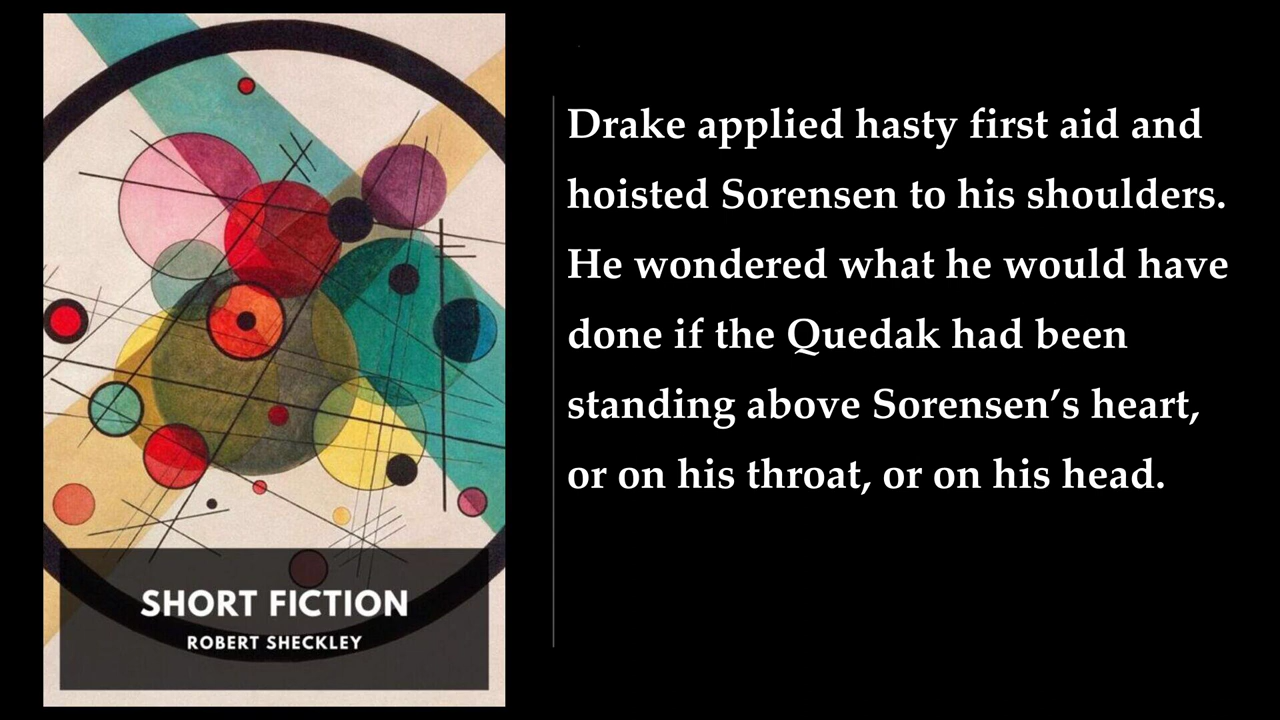 SHORT FICTION
ROBERT SHECKLEY
Drake applied hasty first aid and
hoisted Sorensen to his shoulders.
He wondered what he would have
done if the Quedak had been
standing above Sorensen’s heart,
or on his throat, or on his head.